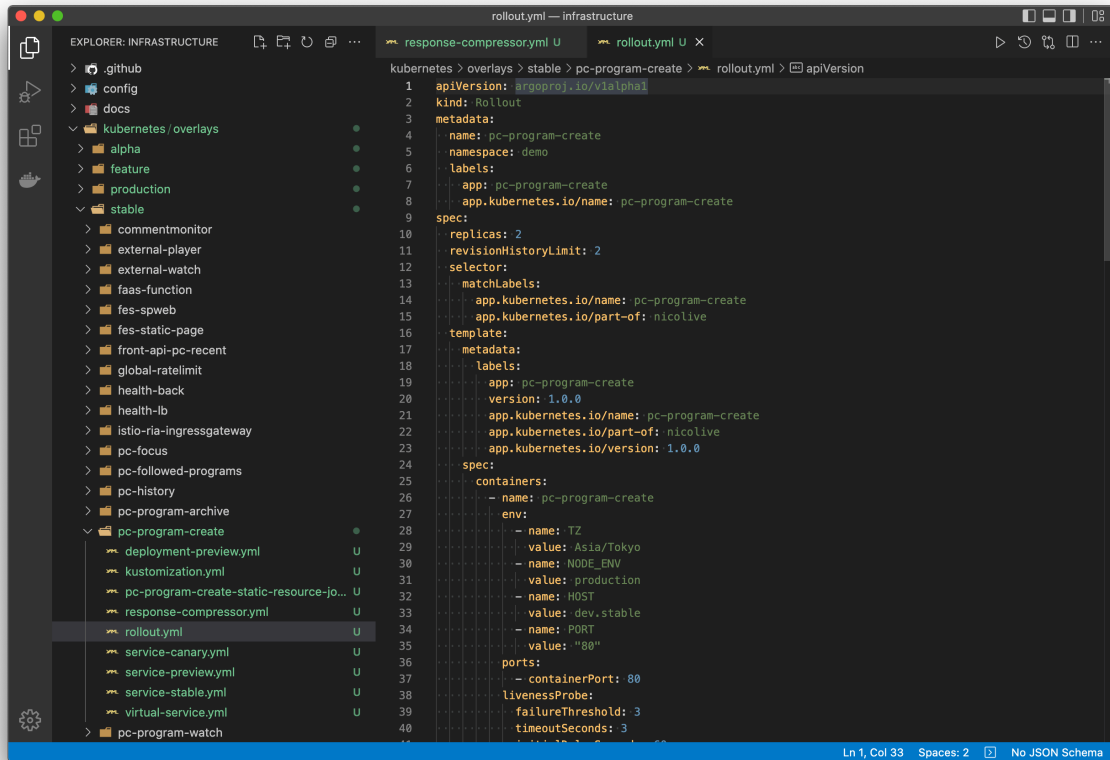 rollout.yml — infrastructure
EXPLORER: INFRASTRUCTURE
response-compressor.yml U
rollout.yml U
kubernetes > overlays > stable > pc-program-create > rollout.yml > apiVersion
.github
config
docs
kubernetes / overlays
alpha
feature
production
stable
commentmonitor
external-player
external-watch
faas-function
fes-spweb
fes-static-page
front-api-pc-recent
global-ratelimit
health-back
health-lb
istio-ria-ingressgateway
pc-focus
pc-followed-programs
pc-history
pc-program-archive
pc-program-create
deployment-preview.yml U
kustomization.yml U
pc-program-create-static-resource-jo... U
response-compressor.yml U
rollout.yml U
service-canary.yml U
service-preview.yml U
service-stable.yml U
virtual-service.yml U
pc-program-watch
1 apiVersion: argoproj.io/v1alpha1
2 kind: Rollout
3 metadata:
4 name: pc-program-create
5 namespace: demo
6 labels:
7 app: pc-program-create
8 app.kubernetes.io/name: pc-program-create
9 spec:
10 replicas: 2
11 revisionHistoryLimit: 2
12 selector:
13 matchLabels:
14 app.kubernetes.io/name: pc-program-create
15 app.kubernetes.io/part-of: nicolive
16 template:
17 metadata:
18 labels:
19 app: pc-program-create
20 version: 1.0.0
21 app.kubernetes.io/name: pc-program-create
22 app.kubernetes.io/part-of: nicolive
23 app.kubernetes.io/version: 1.0.0
24 spec:
25 containers:
26 - name: pc-program-create
27 env:
28 - name: TZ
29 value: Asia/Tokyo
30 - name: NODE_ENV
31 value: production
32 - name: HOST
33 value: dev.stable
34 - name: PORT
35 value: "80"
36 ports:
37 - containerPort: 80
38 livenessProbe:
39 failureThreshold: 3
40 timeoutSeconds: 3
Ln 1, Col 33 Spaces: 2 No JSON Schema